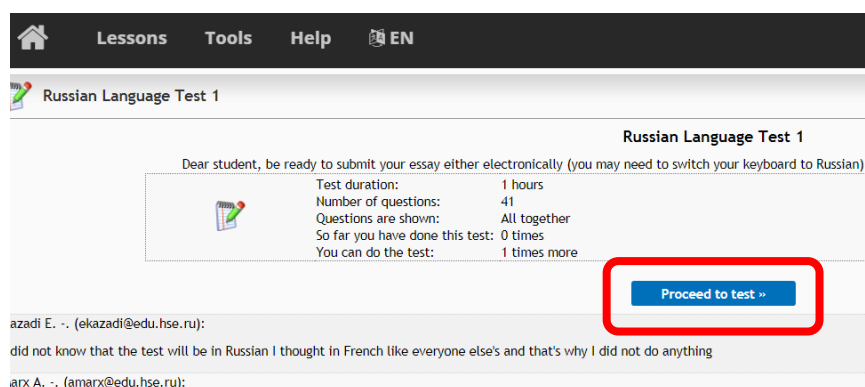 Lessons Tools Help EN
Russian Language Test 1
Russian Language Test 1
Dear student, be ready to submit your essay either electronically (you may need to switch your keyboard to Russian)
Test duration: 1 hours
Number of questions: 41
Questions are shown: All together
So far you have done this test: 0 times
You can do the test: 1 times more
Proceed to test »
azadi E. -. (ekazadi@edu.hse.ru):
did not know that the test will be in Russian I thought in French like everyone else's and that's why I did not do anything
arx A. -. (amarx@edu.hse.ru):